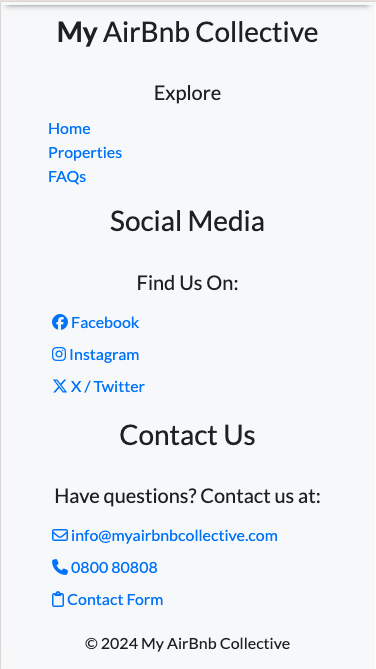 My AirBnb Collective
Explore
Home
Properties
FAQs
Social Media
Find Us On:
Facebook
Instagram
X / Twitter
Contact Us
Have questions? Contact us at:
info@myairbnbcollective.com
0800 80808
Contact Form
© 2024 My AirBnb Collective